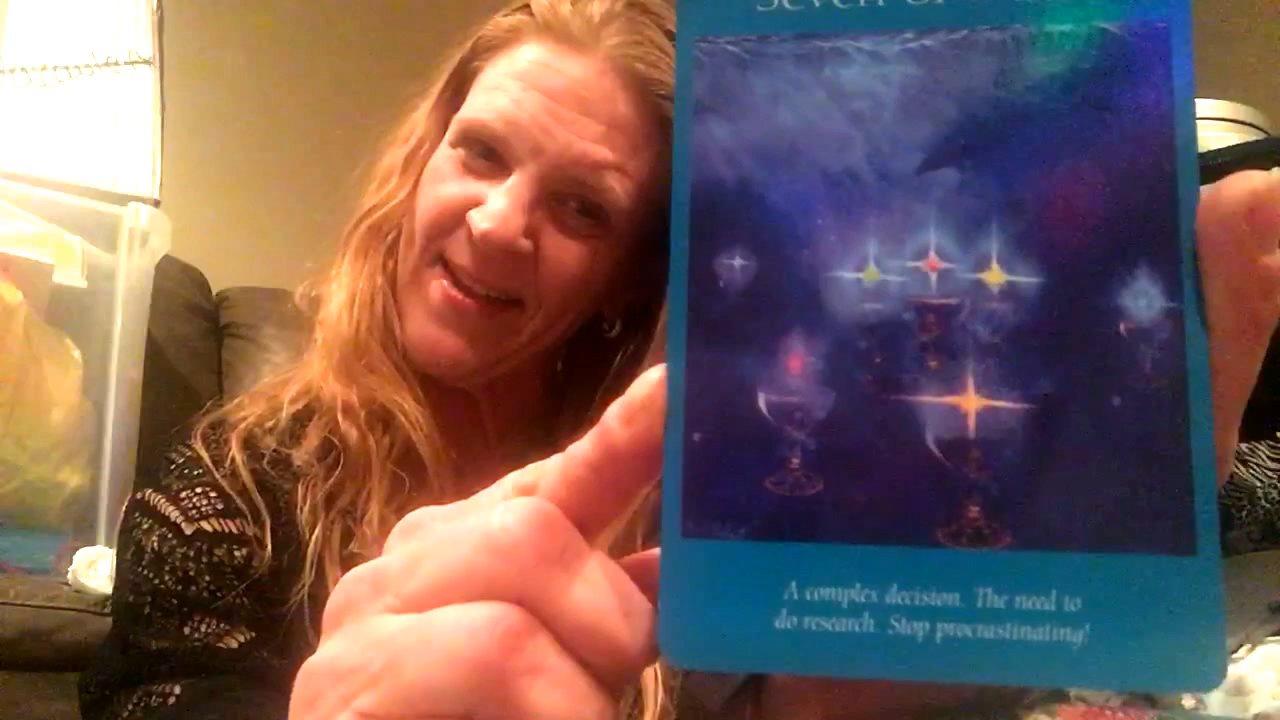 Seven of
A complex decision. The need to
do research. Stop procrastinating!